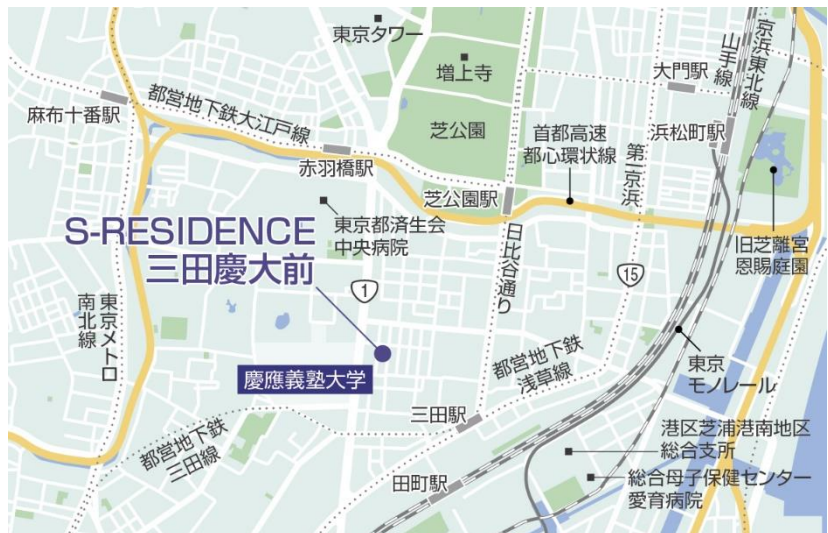 東京タワー
増上寺
芝公園
大門駅
山手線
京浜東北線
麻布十番駅
都営地下鉄大江戸線
赤羽橋駅
首都高速
都心環状線
第一京浜
浜松町駅
芝公園駅
東京都済生会
中央病院
S-RESIDENCE
三田慶大前
日比谷通り
旧芝離宮
恩賜庭園
15
1
東京メトロ
南北線
慶應義塾大学
都営地下鉄
浅草線
東京
モノレール
三田駅
都営地下鉄
三田線
田町駅
港区芝浦港南地区
総合支所
総合母子保健センター
愛育病院